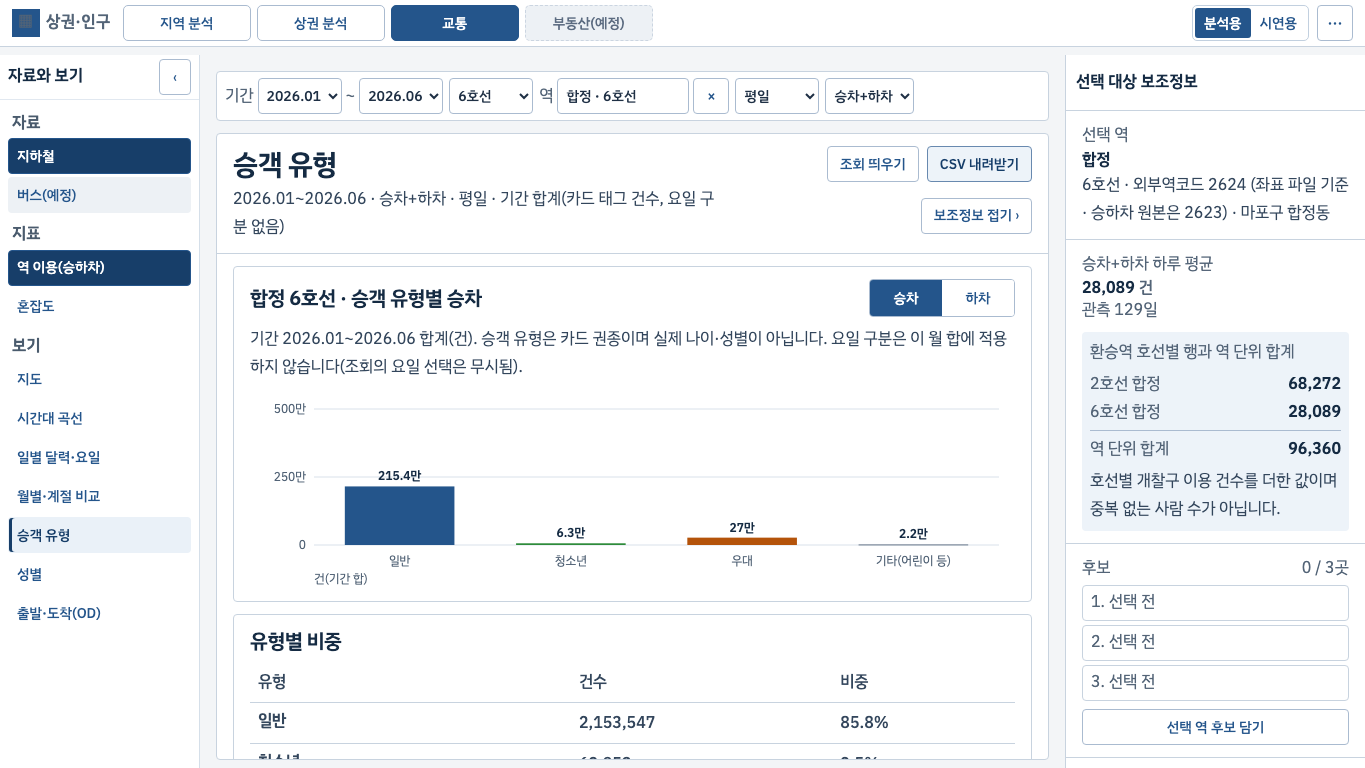 상권·인구
지역 분석
상권 분석
교통
부동산(예정)
분석용
시연용
···
자료와 보기
‹
자료
지하철
버스(예정)
지표
역 이용(승하차)
혼잡도
보기
지도
시간대 곡선
일별 달력·요일
월별·계절 비교
승객 유형
성별
출발·도착(OD)
기간 2026.01 ~ 2026.06 6호선 역 합정 · 6호선 × 평일 승차+하차
승객 유형
조회 띄우기
CSV 내려받기
2026.01~2026.06 · 승차+하차 · 평일 · 기간 합계(카드 태그 건수, 요일 구
분 없음)
보조정보 접기 ›
합정 6호선 · 승객 유형별 승차
승차
하차
기간 2026.01~2026.06 합계(건). 승객 유형은 카드 권종이며 실제 나이·성별이 아닙니다. 요일 구분은 이 월 합에 적용
하지 않습니다(조회의 요일 선택은 무시됨).
500만
250만
0
215.4만
6.3만
27만
2.2만
일반
청소년
우대
기타(어린이 등)
건(기간 합)
유형별 비중
유형 건수 비중
일반 2,153,547 85.8%
선택 대상 보조정보
선택 역
합정
6호선 · 외부역코드 2624 (좌표 파일 기준
· 승하차 원본은 2623) · 마포구 합정동
승차+하차 하루 평균
28,089 건
관측 129일
환승역 호선별 행과 역 단위 합계
2호선 합정 68,272
6호선 합정 28,089
역 단위 합계 96,360
호선별 개찰구 이용 건수를 더한 값이며
중복 없는 사람 수가 아닙니다.
후보 0 / 3곳
1. 선택 전
2. 선택 전
3. 선택 전
선택 역 후보 담기